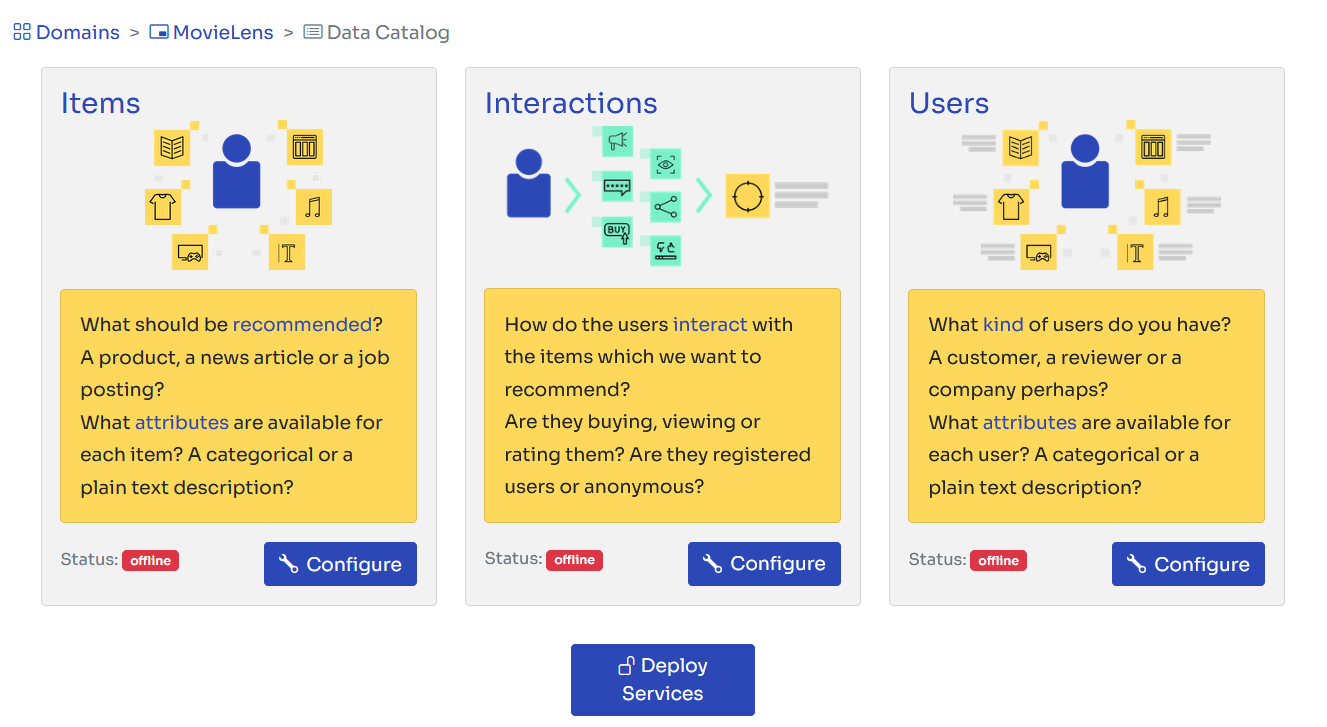 Domains > MovieLens > Data Catalog
Items
What should be recommended?
A product, a news article or a job
posting?
What attributes are available for
each item? A categorical or a
plain text description?
Status: offline
Configure
Interactions
BUY
How do the users interact with
the items which we want to
recommend?
Are they buying, viewing or
rating them? Are they registered
users or anonymous?
Status: offline
Configure
Users
What kind of users do you have?
A customer, a reviewer or a
company perhaps?
What attributes are available for
each user? A categorical or a
plain text description?
Status: offline
Configure
Deploy
Services